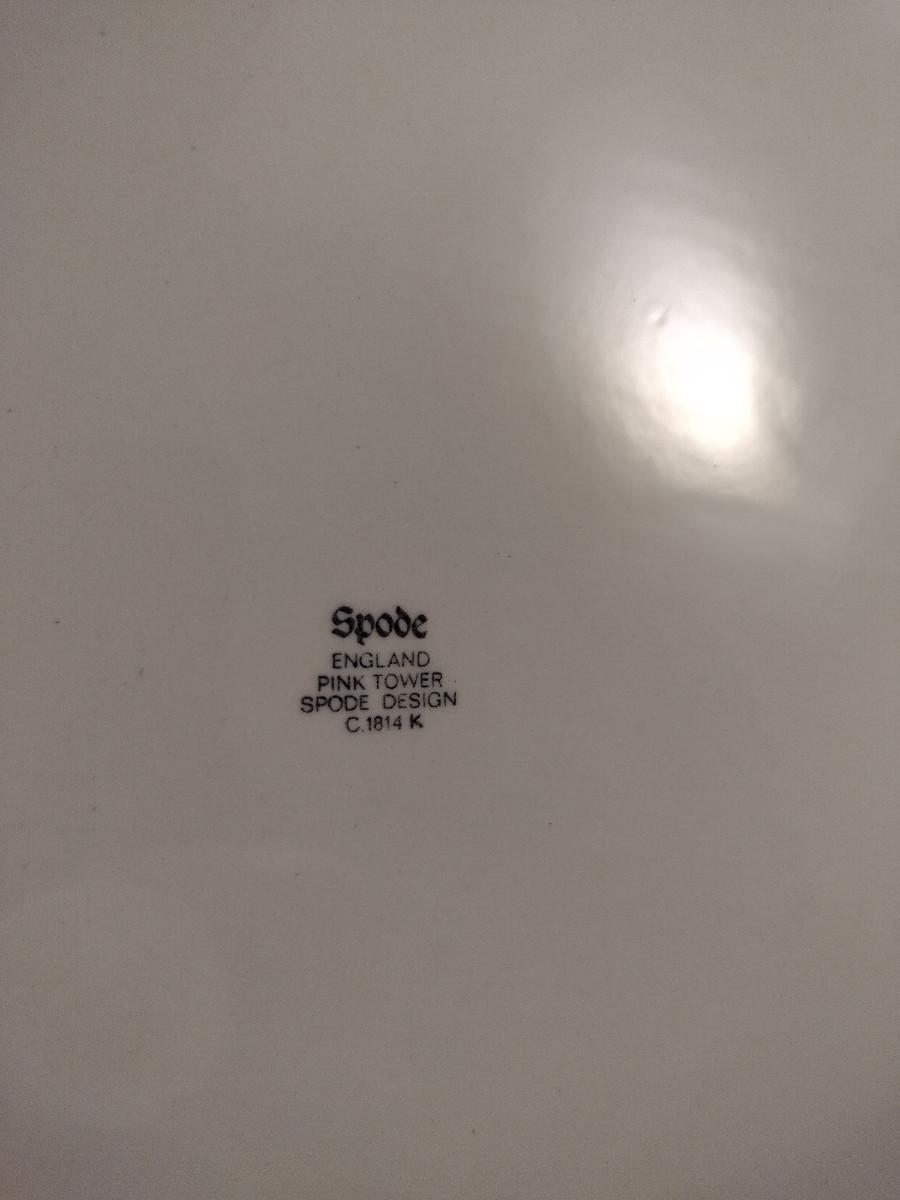 Spode
ENGLAND
PINK TOWER
SPODE DESIGN
C.1814 K